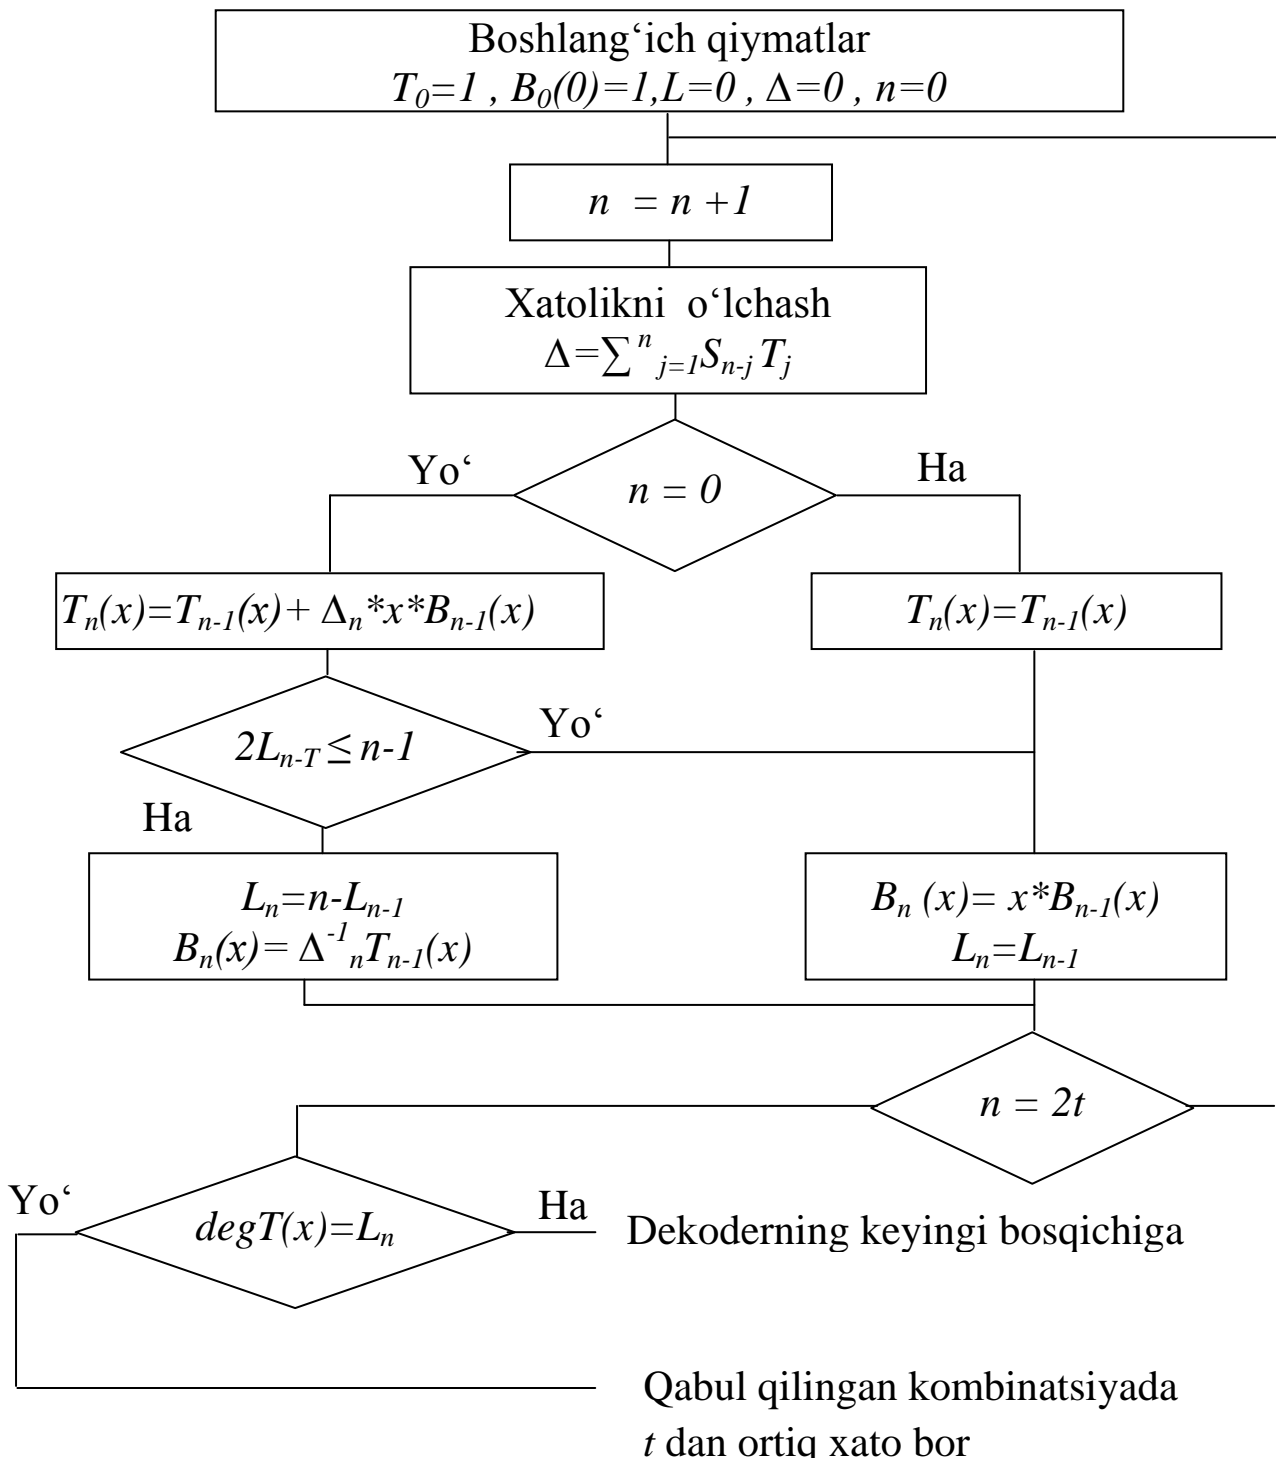 Boshlang‘ich qiymatlar
T₀=1 , B₀(0)=1,L=0 , Δ=0 , n=0
n = n +1
Xatolikni o‘lchash
Δ=∑ⁿⱼ₌₁Sₙ₋ⱼ Tⱼ
Yo‘
n = 0
Ha
Tₙ(x)=Tₙ₋₁(x)+ Δₙ*x*Bₙ₋₁(x)
Tₙ(x)=Tₙ₋₁(x)
2L_{n-T} ≤ n-1
Yo‘
Ha
Lₙ=n-Lₙ₋₁
Bₙ(x)= Δ⁻¹ₙTₙ₋₁(x)
Bₙ (x)= x*Bₙ₋₁(x)
Lₙ=Lₙ₋₁
n = 2t
Yo‘
degT(x)=Lₙ
Ha
Dekoderning keyingi bosqichiga
Qabul qilingan kombinatsiyada
t dan ortiq xato bor